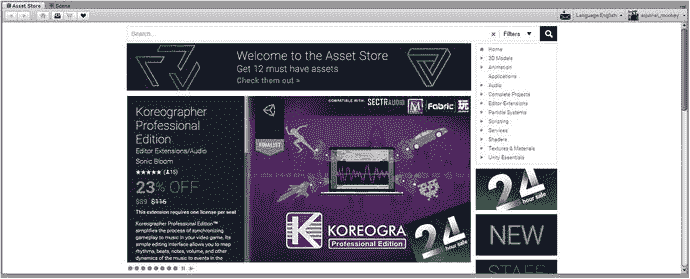 Asset Store
Scene
Language:English
aquiriel_monkey
Search...
Filters
Welcome to the Asset Store
Get 12 must have assets
Check them out »
Home
3D Models
Animation
Applications
Audio
Complete Projects
Editor Extensions
Particle Systems
Scripting
Services
Shaders
Textures & Materials
Unity Essentials
Koreographer
Professional
Edition
Editor Extensions/Audio
Sonic Bloom
★★★★★ (15)
23% OFF
$89 $116
This extension requires one license per seat
Koreographer Professional Edition™
simplifies the process of synchronizing
gameplay to music in your video game. Its
simple editing interface allows you to map
rhythms, beats, notes, volume, and other
dynamics of the music to events in the
COMPATIBLE WITH: SECTR AUDIO Fabric
FINALIST
KOREOGRA
Professional Edition
24
hour sale
24
hour sale
NEW
STAFF